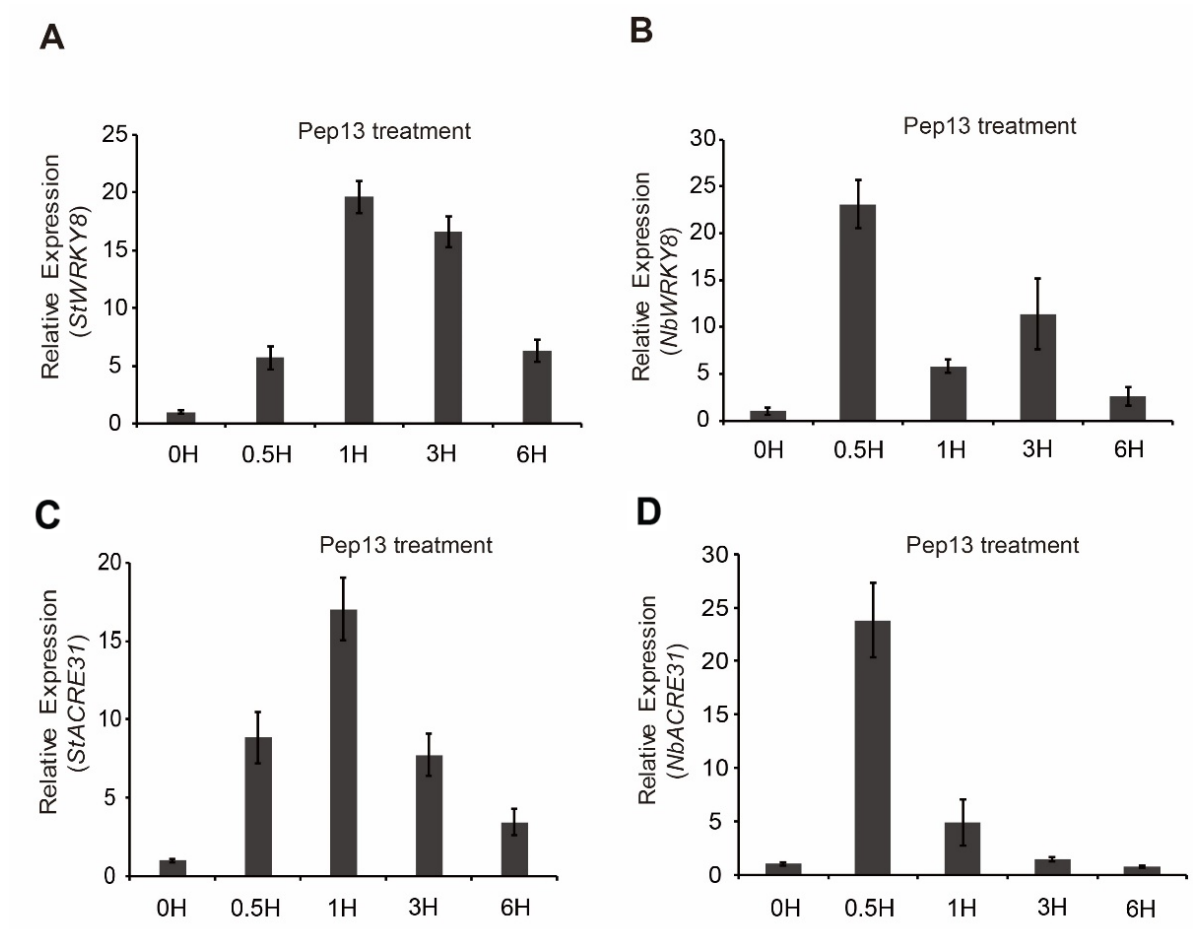 A
Pep13 treatment
Relative Expression
(StWRKY8)
25
20
15
10
5
0
0H 0.5H 1H 3H 6H
B
Pep13 treatment
Relative Expression
(NbWRKY8)
30
25
20
15
10
5
0
0H 0.5H 1H 3H 6H
C
Pep13 treatment
Relative Expression
(StACRE31)
20
15
10
5
0
0H 0.5H 1H 3H 6H
D
Pep13 treatment
Relative Expression
(NbACRE31)
30
25
20
15
10
5
0
0H 0.5H 1H 3H 6H